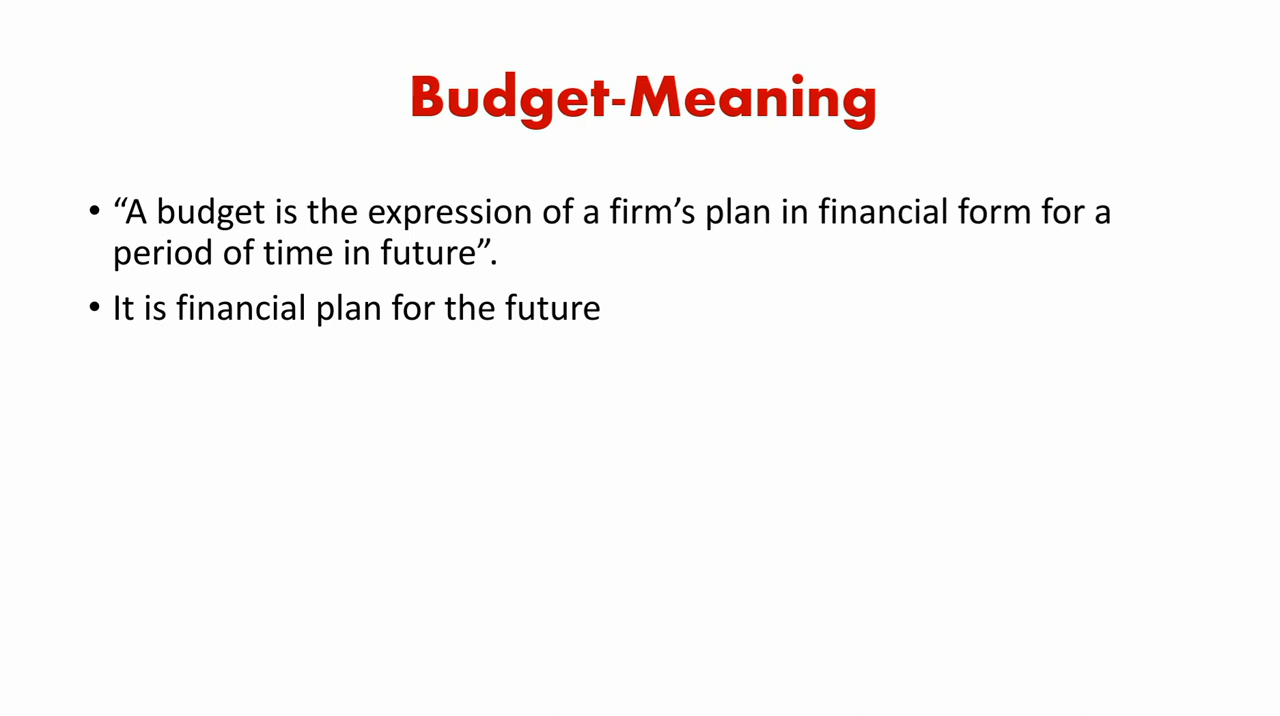 Budget-Meaning
• “A budget is the expression of a firm’s plan in financial form for a
period of time in future”.
• It is financial plan for the future